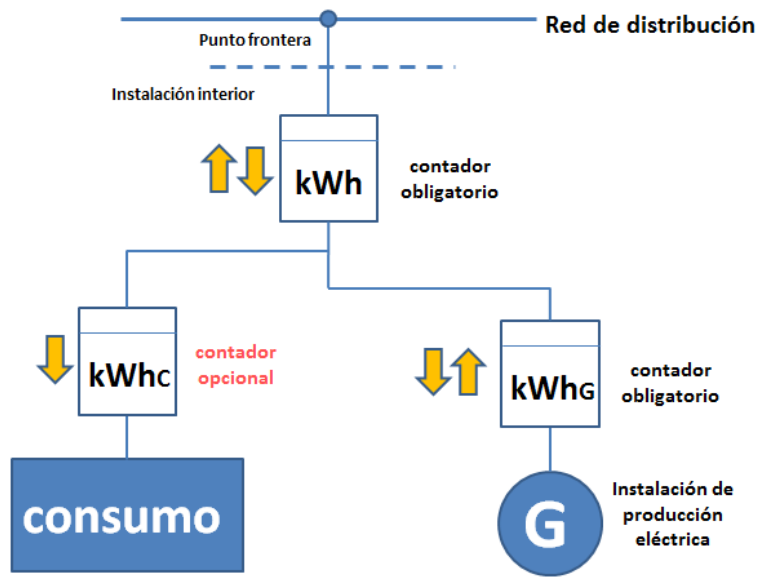 Red de distribución
Punto frontera
Instalación interior
kWh
contador
obligatorio
kWhC
contador
opcional
kWhG
contador
obligatorio
consumo
G
Instalación de
producción
eléctrica